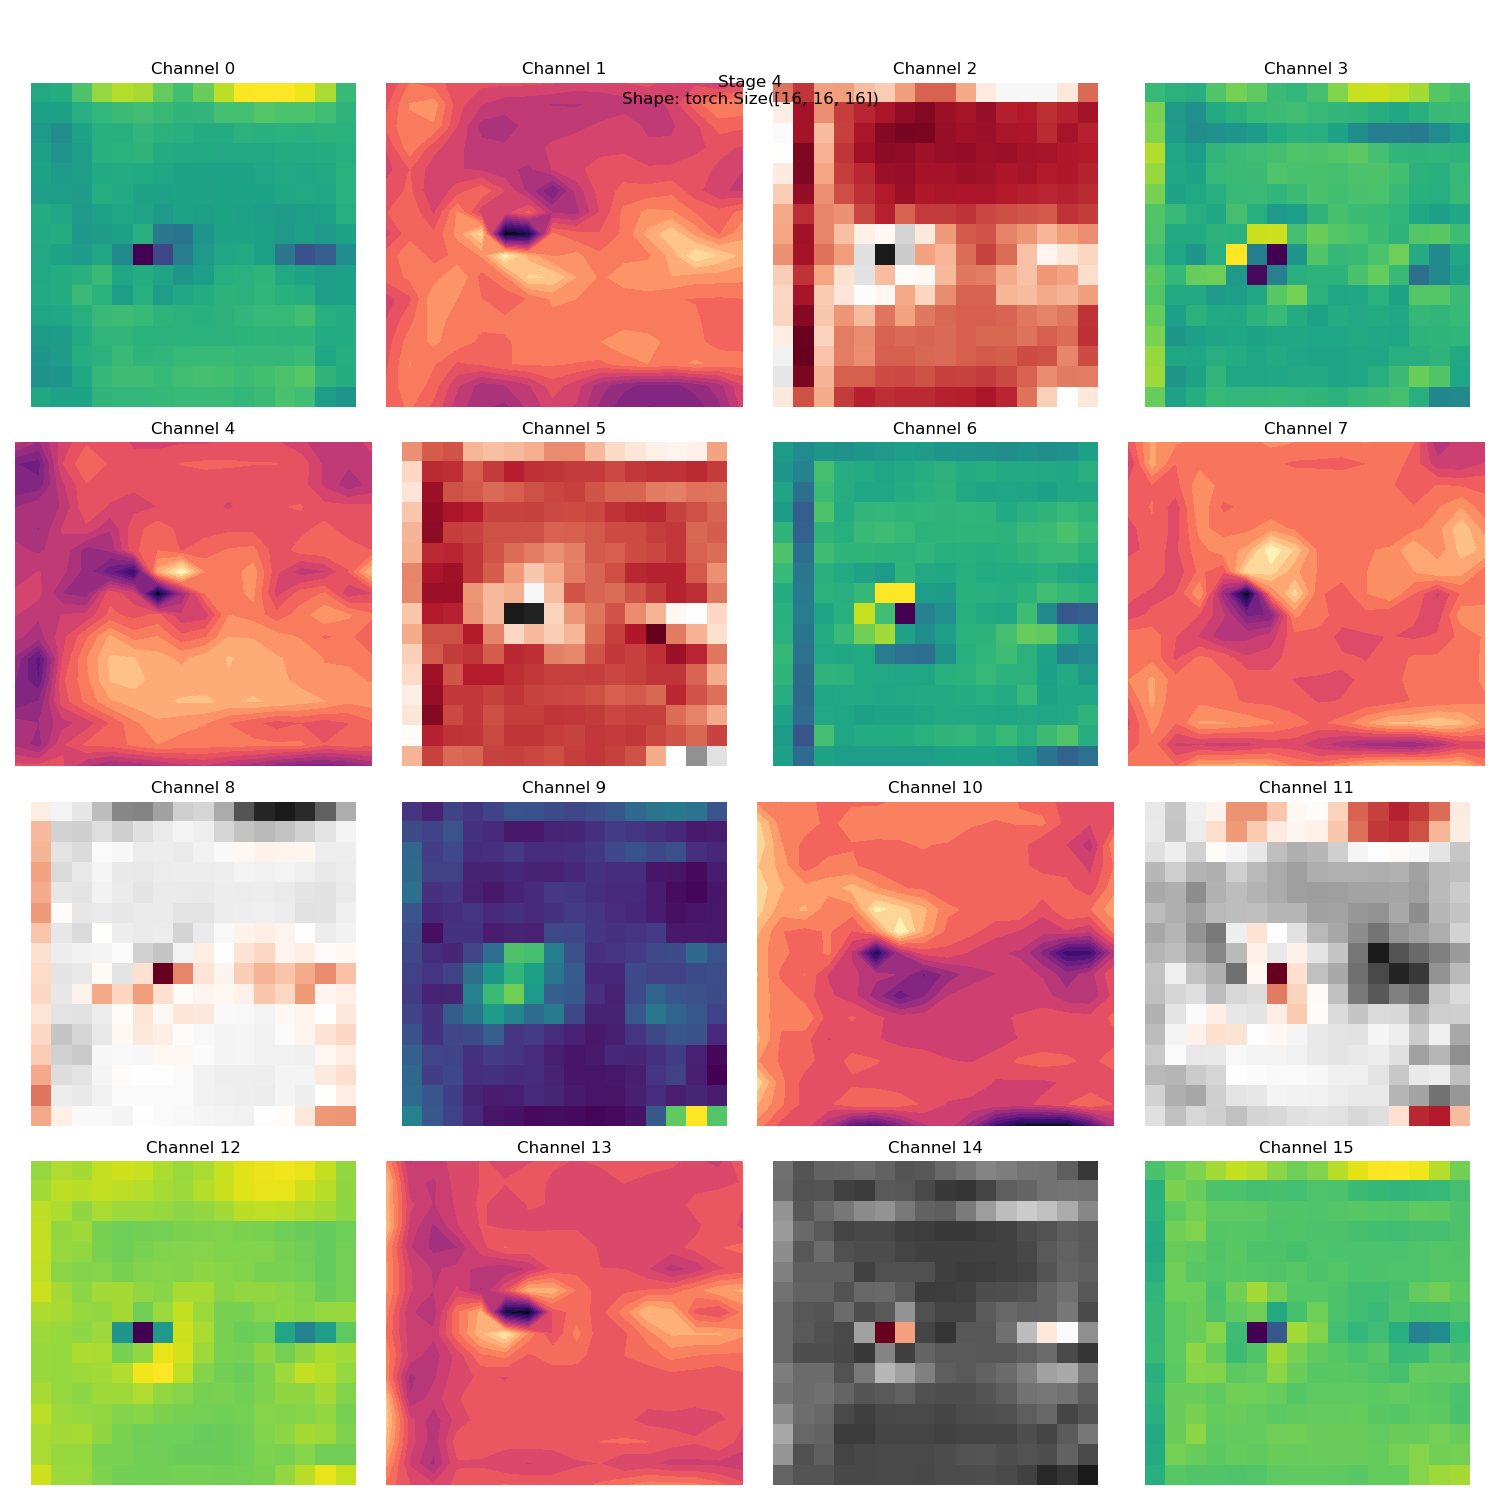 Stage 4
Shape: torch.Size([16, 16, 16])
Channel 0
Channel 1
Channel 2
Channel 3
Channel 4
Channel 5
Channel 6
Channel 7
Channel 8
Channel 9
Channel 10
Channel 11
Channel 12
Channel 13
Channel 14
Channel 15